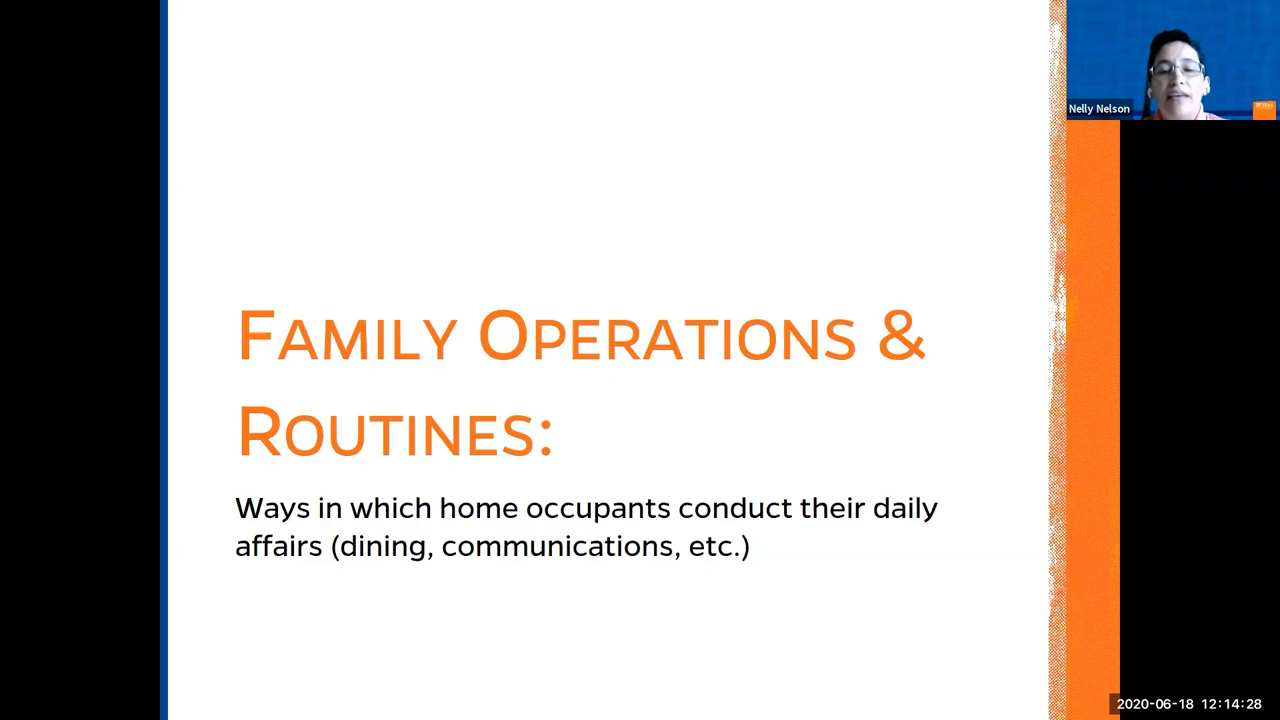 Nelly Nelson
FAMILY OPERATIONS &
ROUTINES:
Ways in which home occupants conduct their daily
affairs (dining, communications, etc.)
2020-06-18 12:14:28